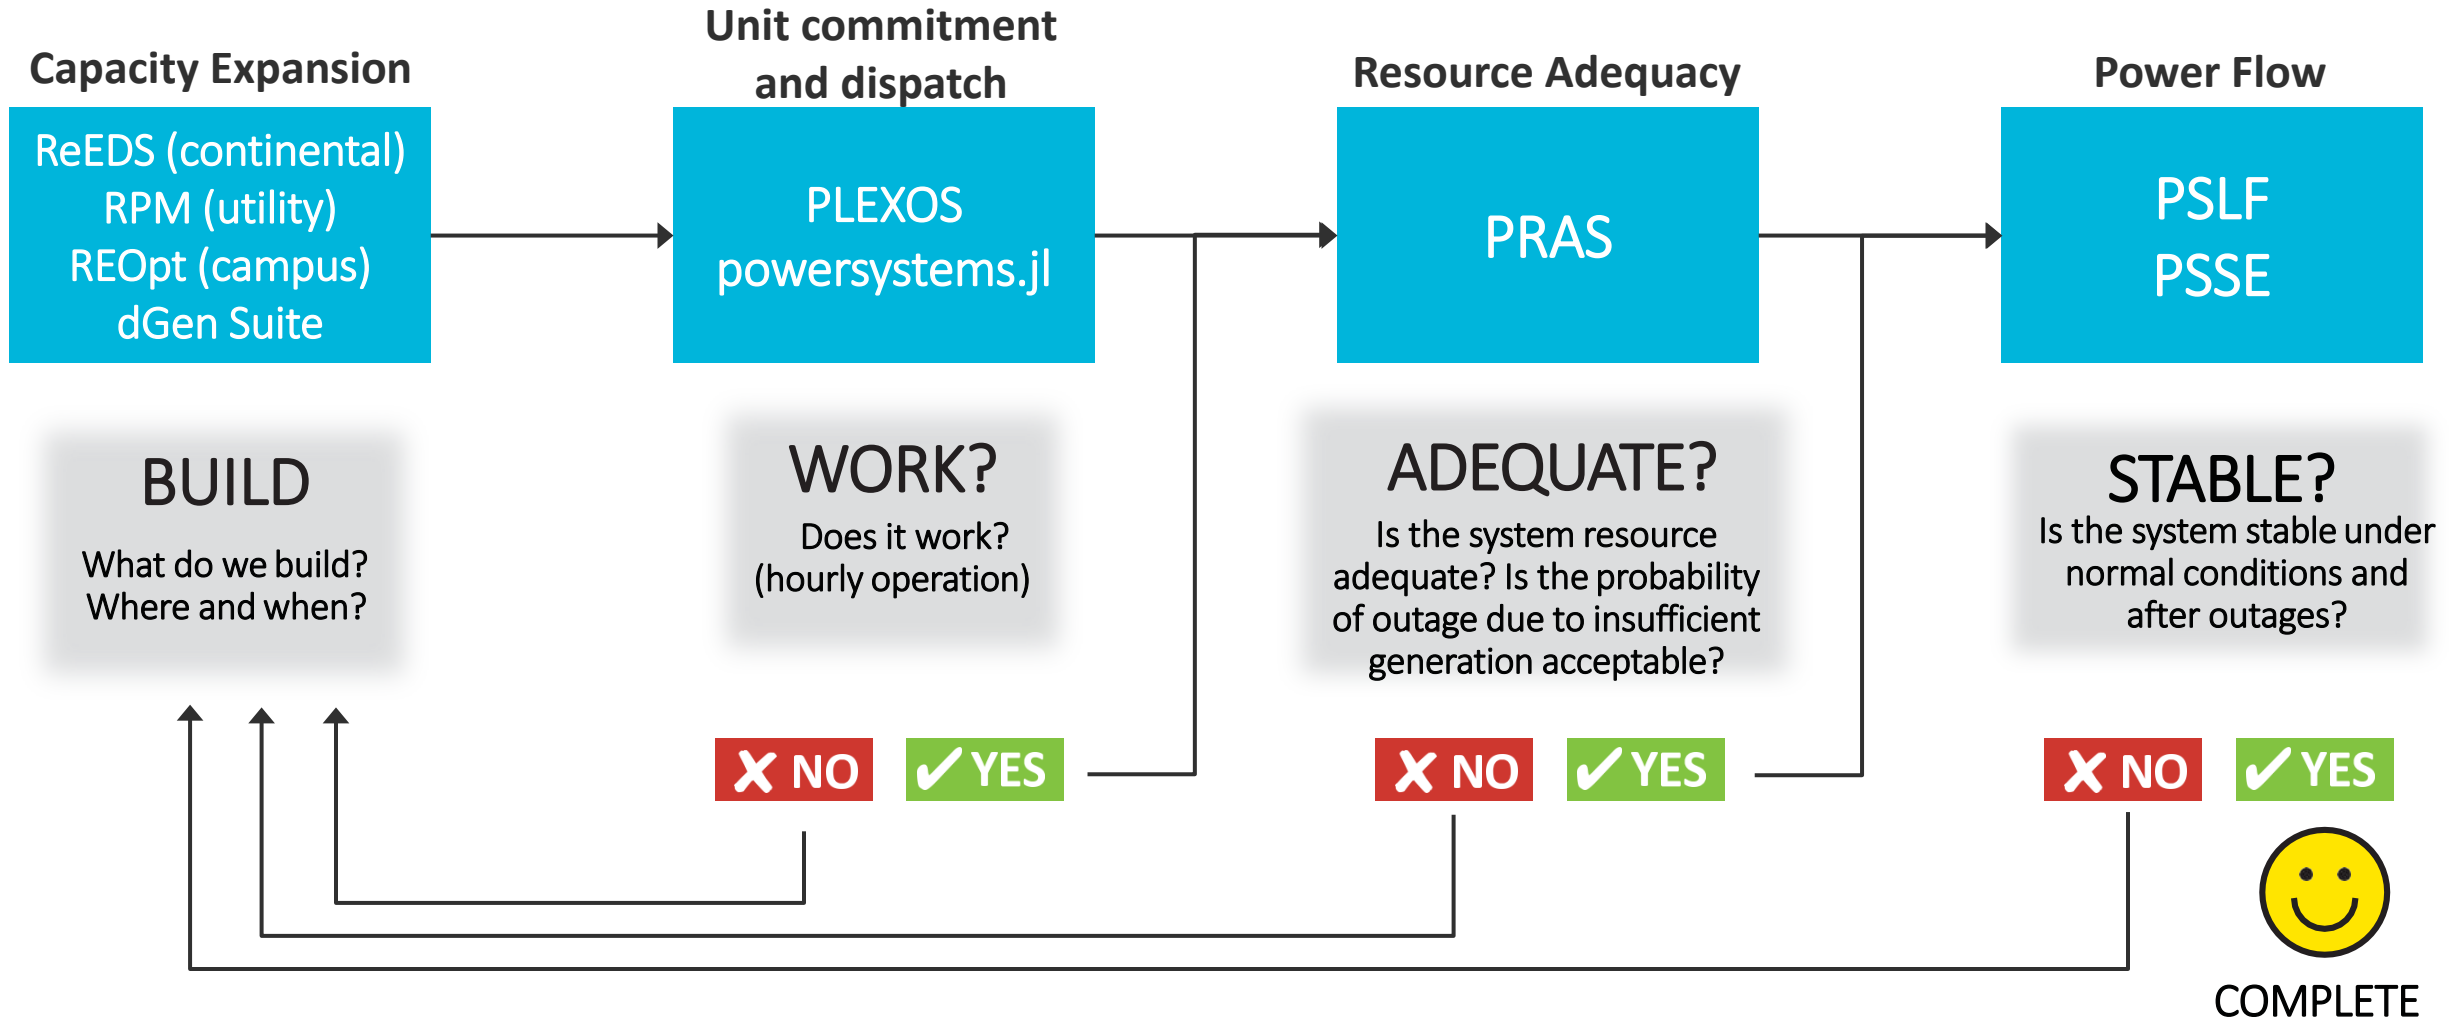 Capacity Expansion
ReEDS (continental)
RPM (utility)
REOpt (campus)
dGen Suite
BUILD
What do we build?
Where and when?
Unit commitment
and dispatch
PLEXOS
powersystems.jl
WORK?
Does it work?
(hourly operation)
NO
YES
Resource Adequacy
PRAS
ADEQUATE?
Is the system resource
adequate? Is the probability
of outage due to insufficient
generation acceptable?
NO
YES
Power Flow
PSLF
PSSE
STABLE?
Is the system stable under
normal conditions and
after outages?
NO
YES
COMPLETE